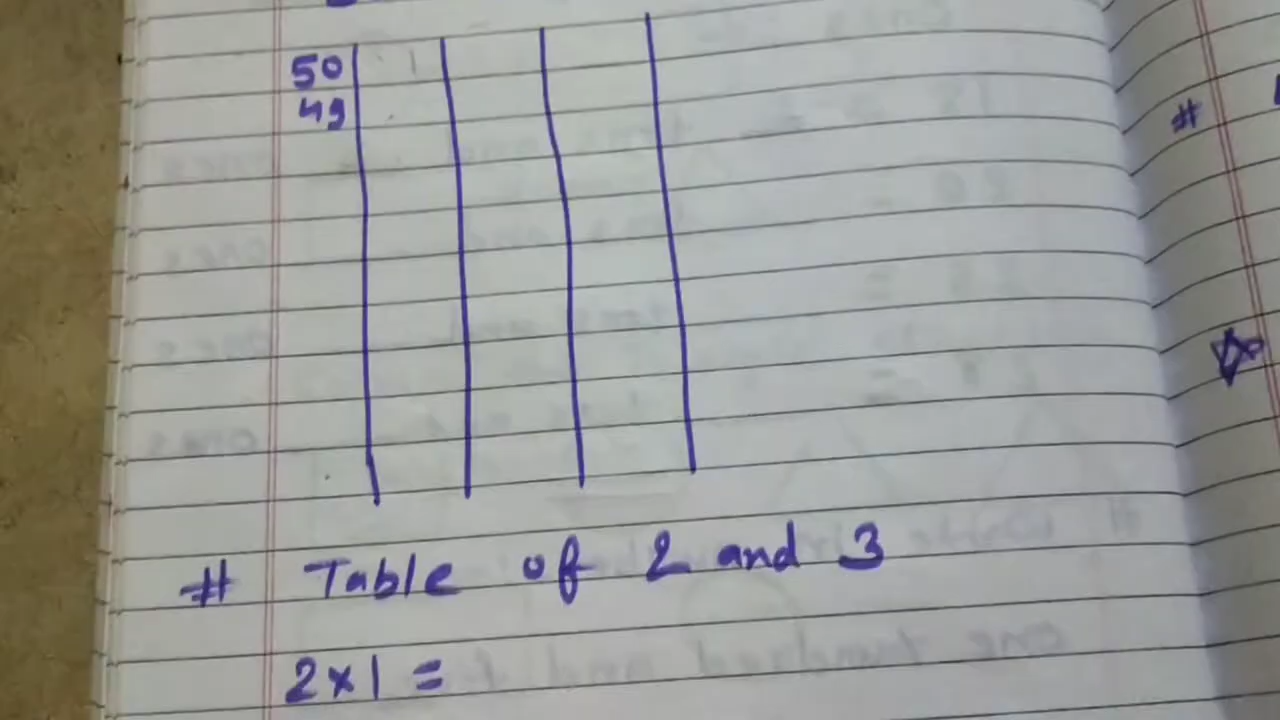 50
49
# Table of 2 and 3
2 × 1 =
#